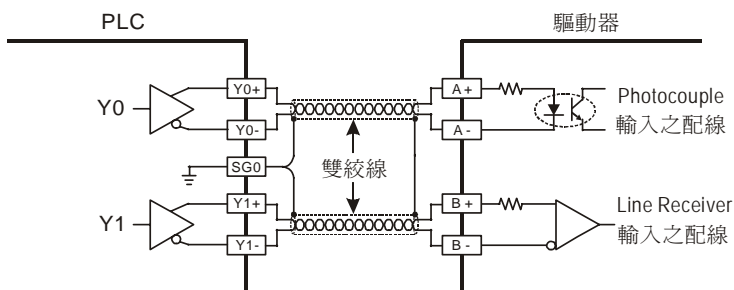 PLC
驅動器
Y0
Y0+
Y0-
SG0
Y1
Y1+
Y1-
雙絞線
A+
A-
Photocouple
輸入之配線
B+
B-
Line Receiver
輸入之配線